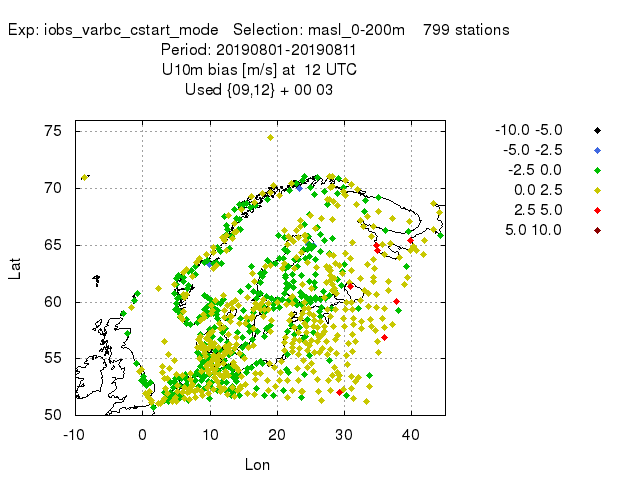 Exp: iobs_varbc_cstart_mode   Selection: masl_0-200m    799 stations
Period: 20190801-20190811
U10m bias [m/s] at  12 UTC
Used {09,12} + 00 03
-10.0 -5.0
-5.0 -2.5
-2.5 0.0
0.0 2.5
2.5 5.0
5.0 10.0
75
70
65
60
55
50
Lat
-10 0 10 20 30 40
Lon